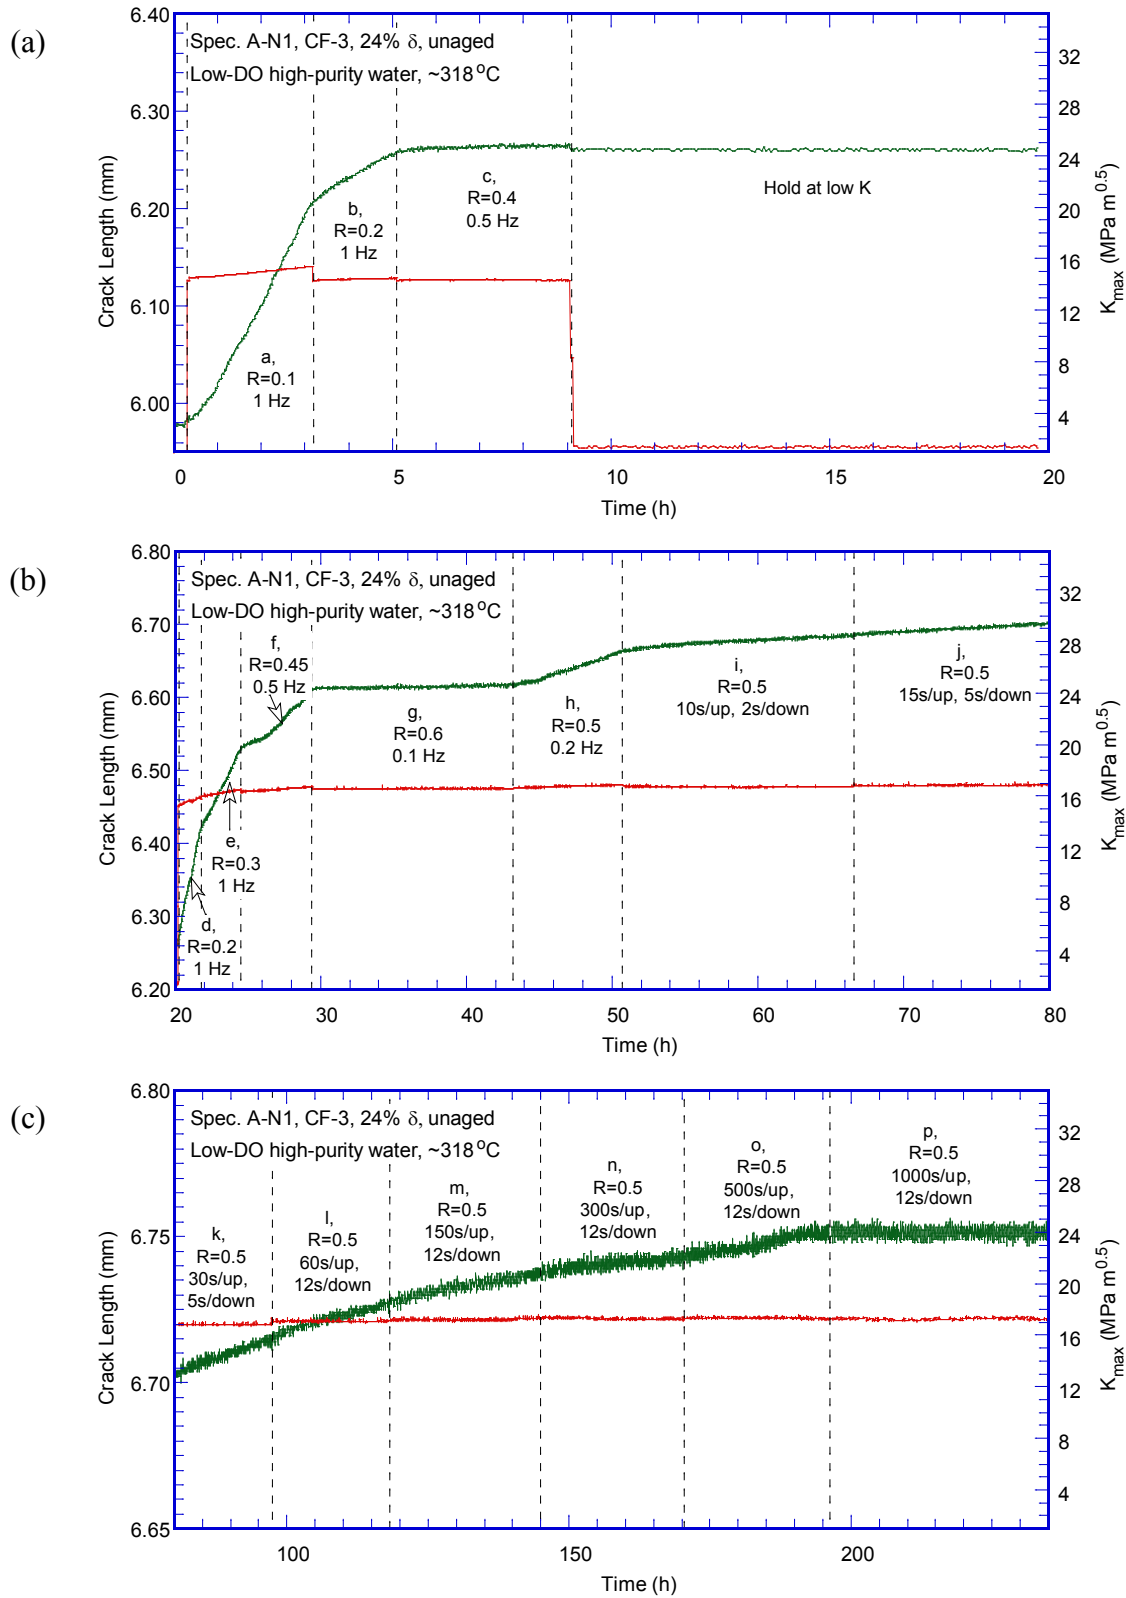 (a)
Spec. A-N1, CF-3, 24% δ, unaged
Low-DO high-purity water, ~318°C
6.40
6.30
6.20
6.10
6.00
Crack Length (mm)
a,
R=0.1
1 Hz
b,
R=0.2
1 Hz
c,
R=0.4
0.5 Hz
Hold at low K
32
28
24
20
16
12
8
4
K_max (MPa m^0.5)
0
5
10
15
20
Time (h)
(b)
Spec. A-N1, CF-3, 24% δ, unaged
Low-DO high-purity water, ~318°C
6.80
6.70
6.60
6.50
6.40
6.30
6.20
Crack Length (mm)
d,
R=0.2
1 Hz
e,
R=0.3
1 Hz
f,
R=0.45
0.5 Hz
g,
R=0.6
0.1 Hz
h,
R=0.5
0.2 Hz
i,
R=0.5
10s/up, 2s/down
j,
R=0.5
15s/up, 5s/down
32
28
24
20
16
12
8
4
K_max (MPa m^0.5)
20
30
40
50
60
70
80
Time (h)
(c)
Spec. A-N1, CF-3, 24% δ, unaged
Low-DO high-purity water, ~318°C
6.80
6.75
6.70
6.65
Crack Length (mm)
k,
R=0.5
30s/up,
5s/down
l,
R=0.5
60s/up,
12s/down
m,
R=0.5
150s/up,
12s/down
n,
R=0.5
300s/up,
12s/down
o,
R=0.5
500s/up,
12s/down
p,
R=0.5
1000s/up,
12s/down
32
28
24
20
16
12
8
4
K_max (MPa m^0.5)
100
150
200
Time (h)